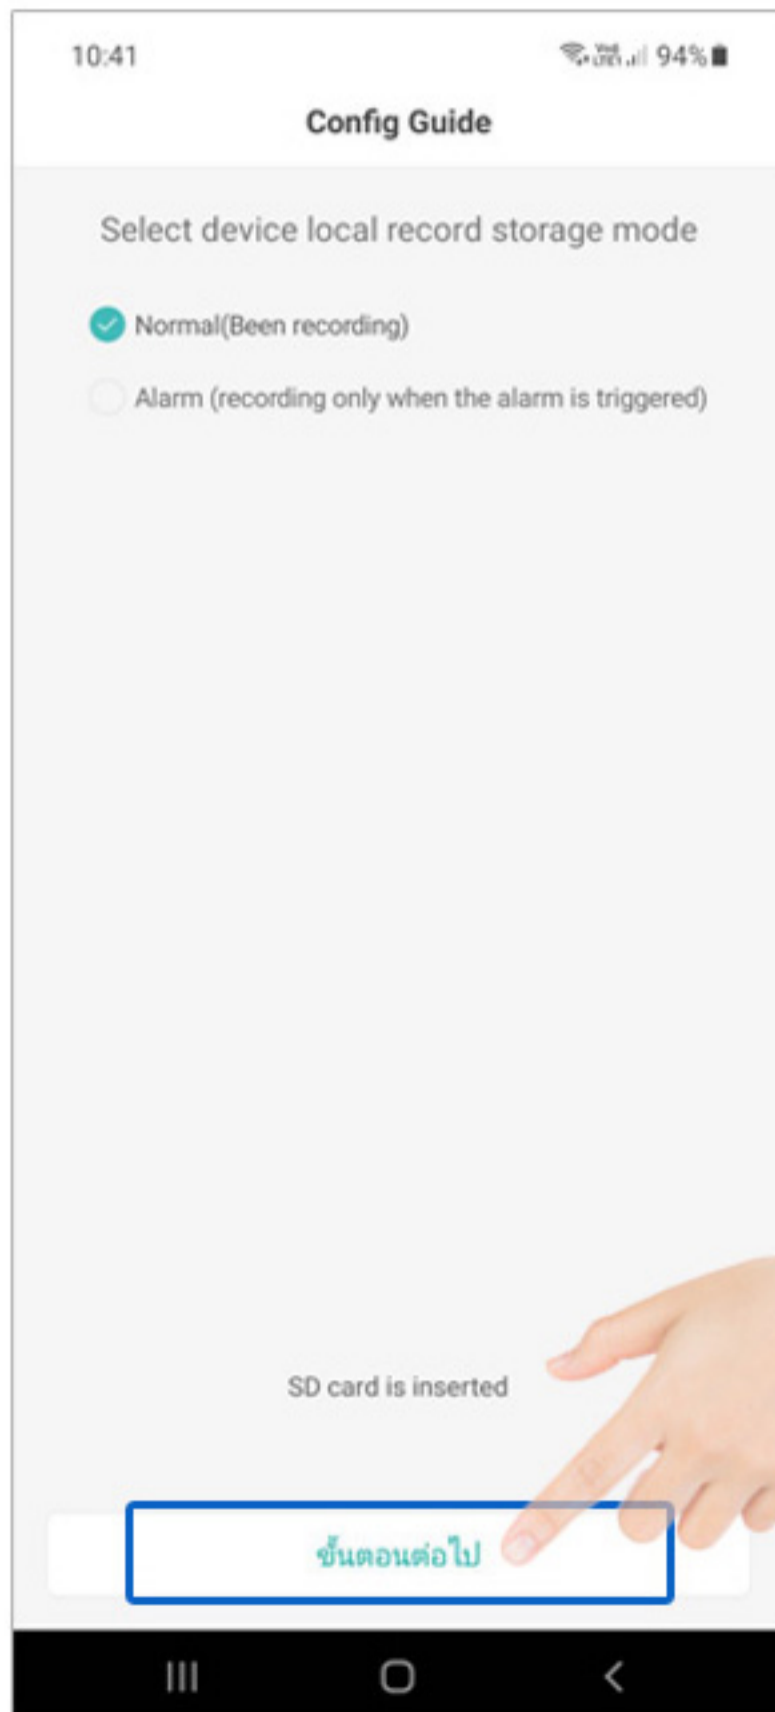 10:41 94%
Config Guide
Select device local record storage mode
Normal(Been recording)
Alarm (recording only when the alarm is triggered)
SD card is inserted
ขั้นตอนต่อไป